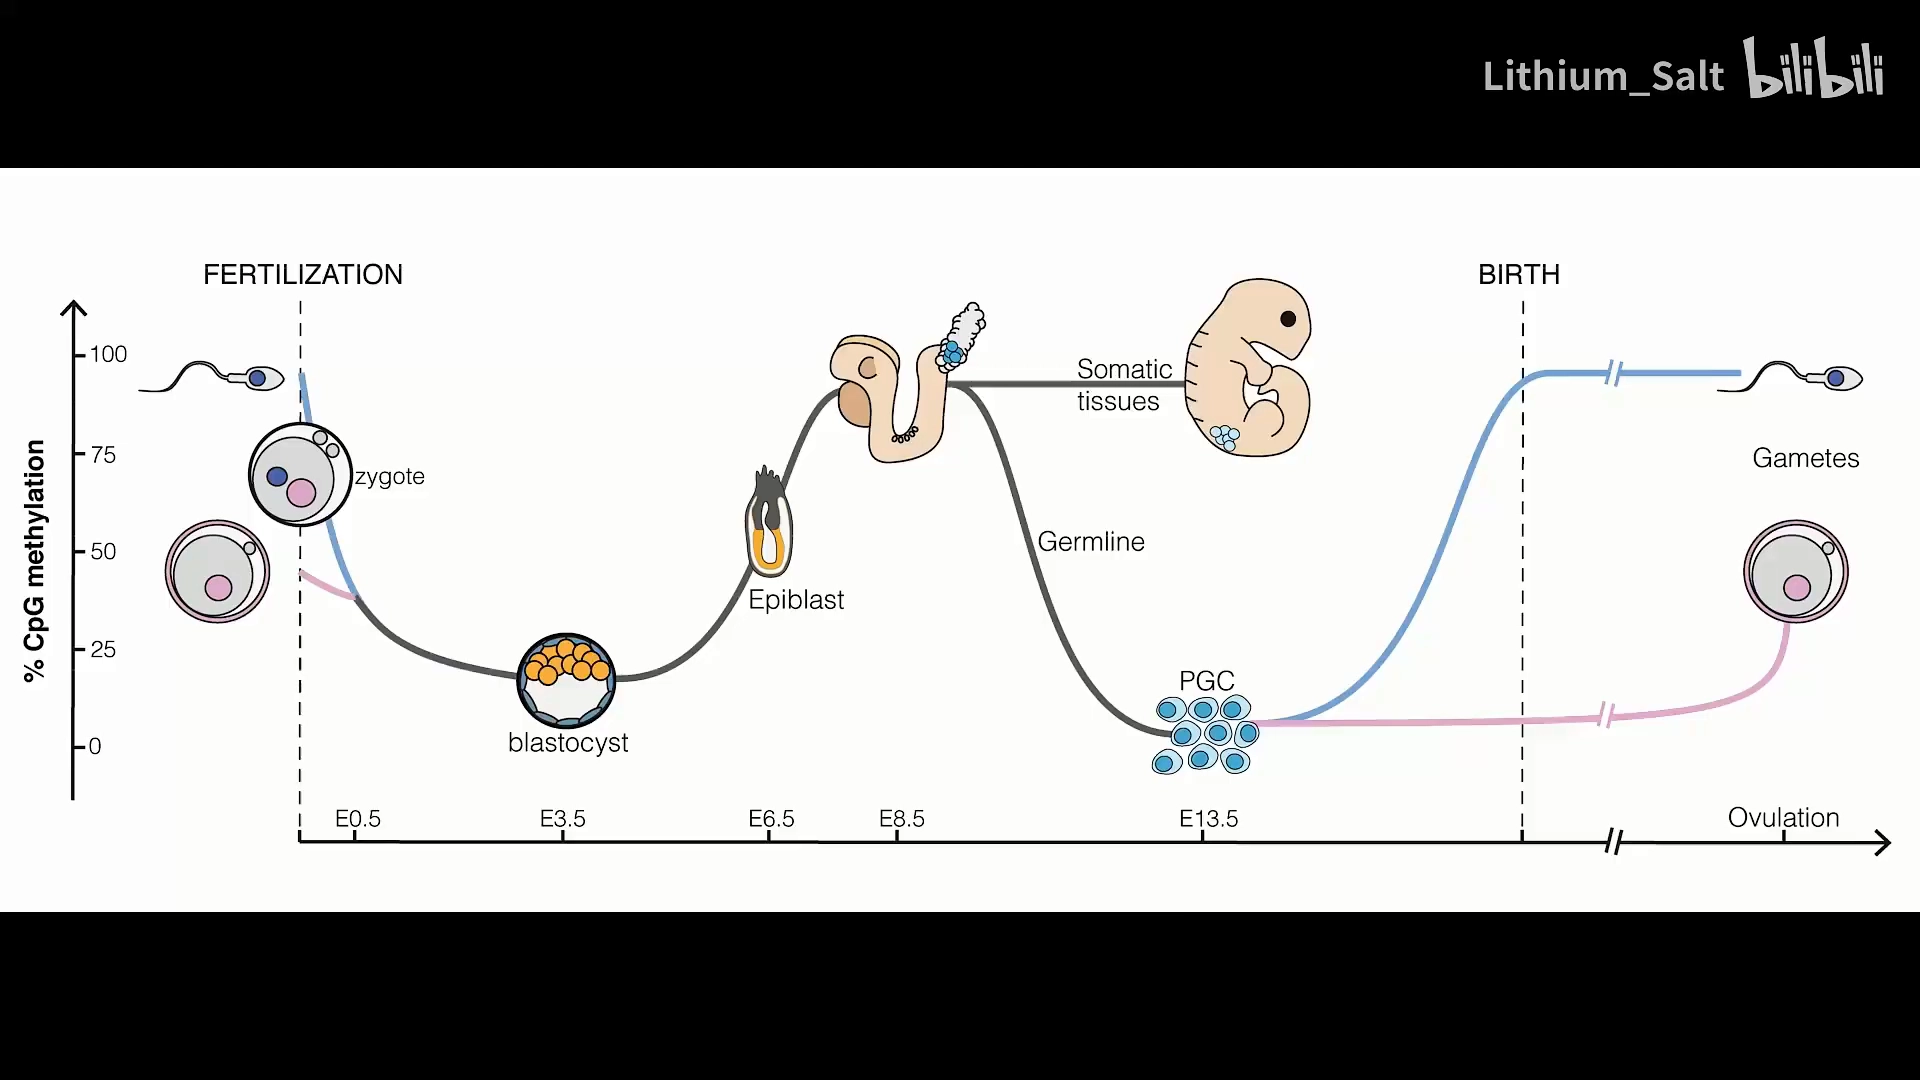 Lithium_Salt bilibili
FERTILIZATION
BIRTH
% CpG methylation
100
75
50
25
0
zygote
blastocyst
Epiblast
Somatic
tissues
Germline
PGC
Gametes
E0.5
E3.5
E6.5
E8.5
E13.5
Ovulation